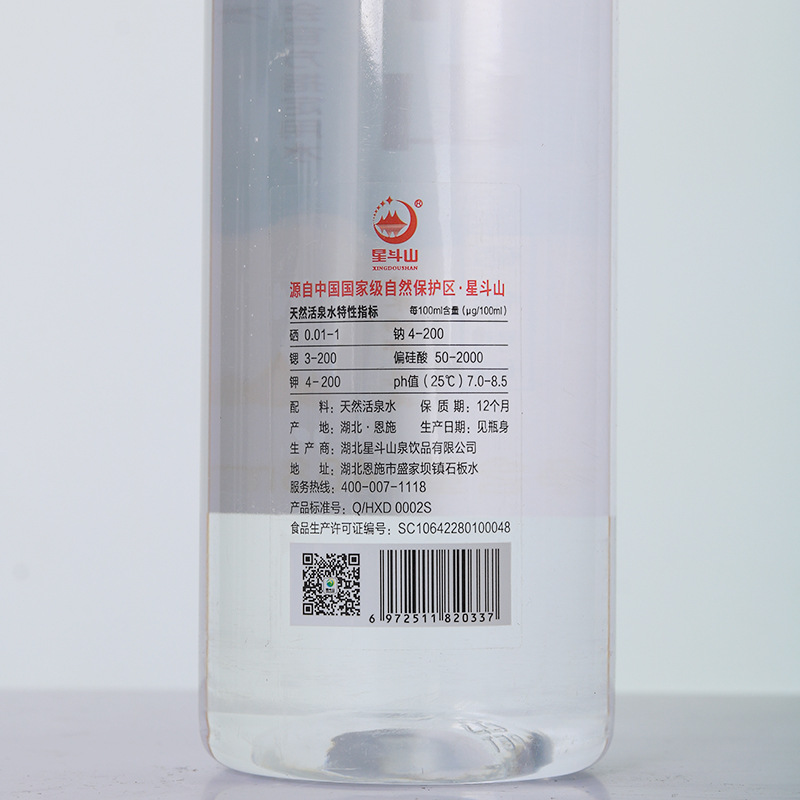 ®
星斗山
XINGDOUSHAN
源自中国国家级自然保护区·星斗山
天然活泉水特性指标 每100ml含量(μg/100ml)
硒 0.01-1 钠 4-200
锶 3-200 偏硅酸 50-2000
钾 4-200 ph值(25℃)7.0-8.5
配 料:天然活泉水 保 质 期:12个月
产 地:湖北·恩施 生产日期:见瓶身
生 产 商:湖北星斗山泉饮品有限公司
地 址:湖北恩施市盛家坝镇石板水
服务热线:400-007-1118
产品标准号:Q/HXD 0002S
食品生产许可证编号:SC10642280100048
6 972511 820337